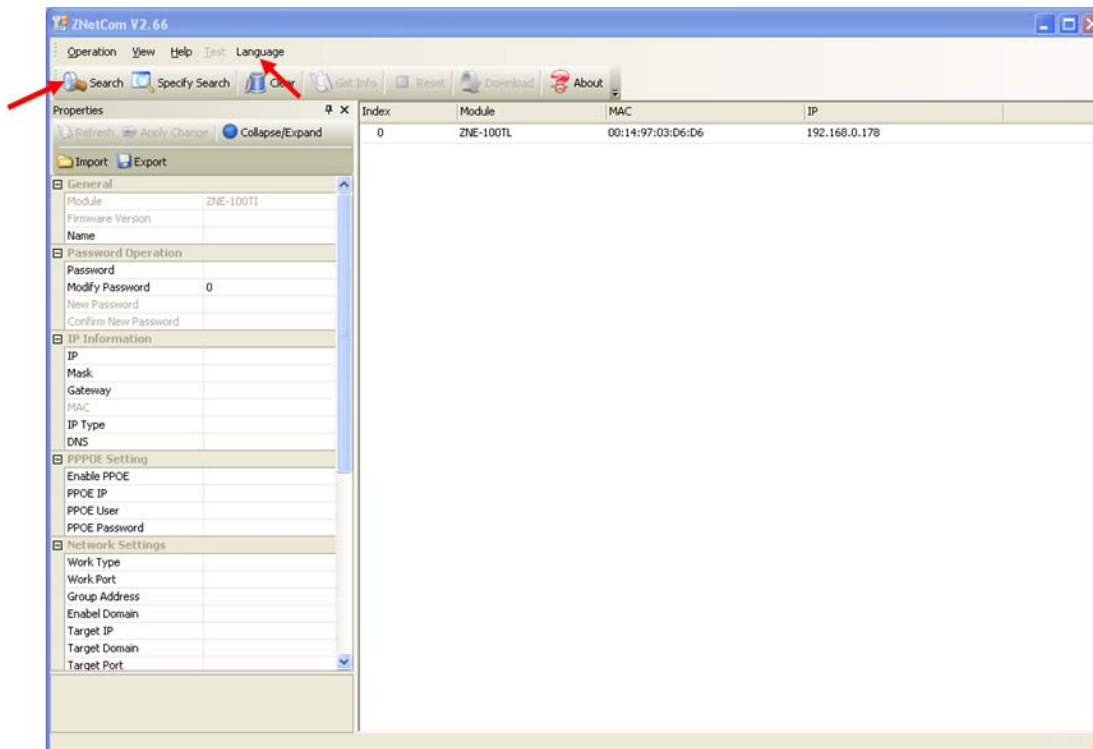 ZNetCom V2.66
Operation View Help Test Language
Search Specify Search Clear Get Info Reset Download About
Properties
Refresh Apply Change Collapse/Expand
Import Export
General
Module ZNE-100TI
Firmware Version
Name
Password Operation
Password
Modify Password 0
New Password
Confirm New Password
IP Information
IP
Mask
Gateway
MAC
IP Type
DNS
PPPOE Setting
Enable PPOE
PPOE IP
PPOE User
PPOE Password
Network Settings
Work Type
Work Port
Group Address
Enabel Domain
Target IP
Target Domain
Target Port
Index Module MAC IP
0 ZNE-100TL 00:14:97:03:D6:D6 192.168.0.178